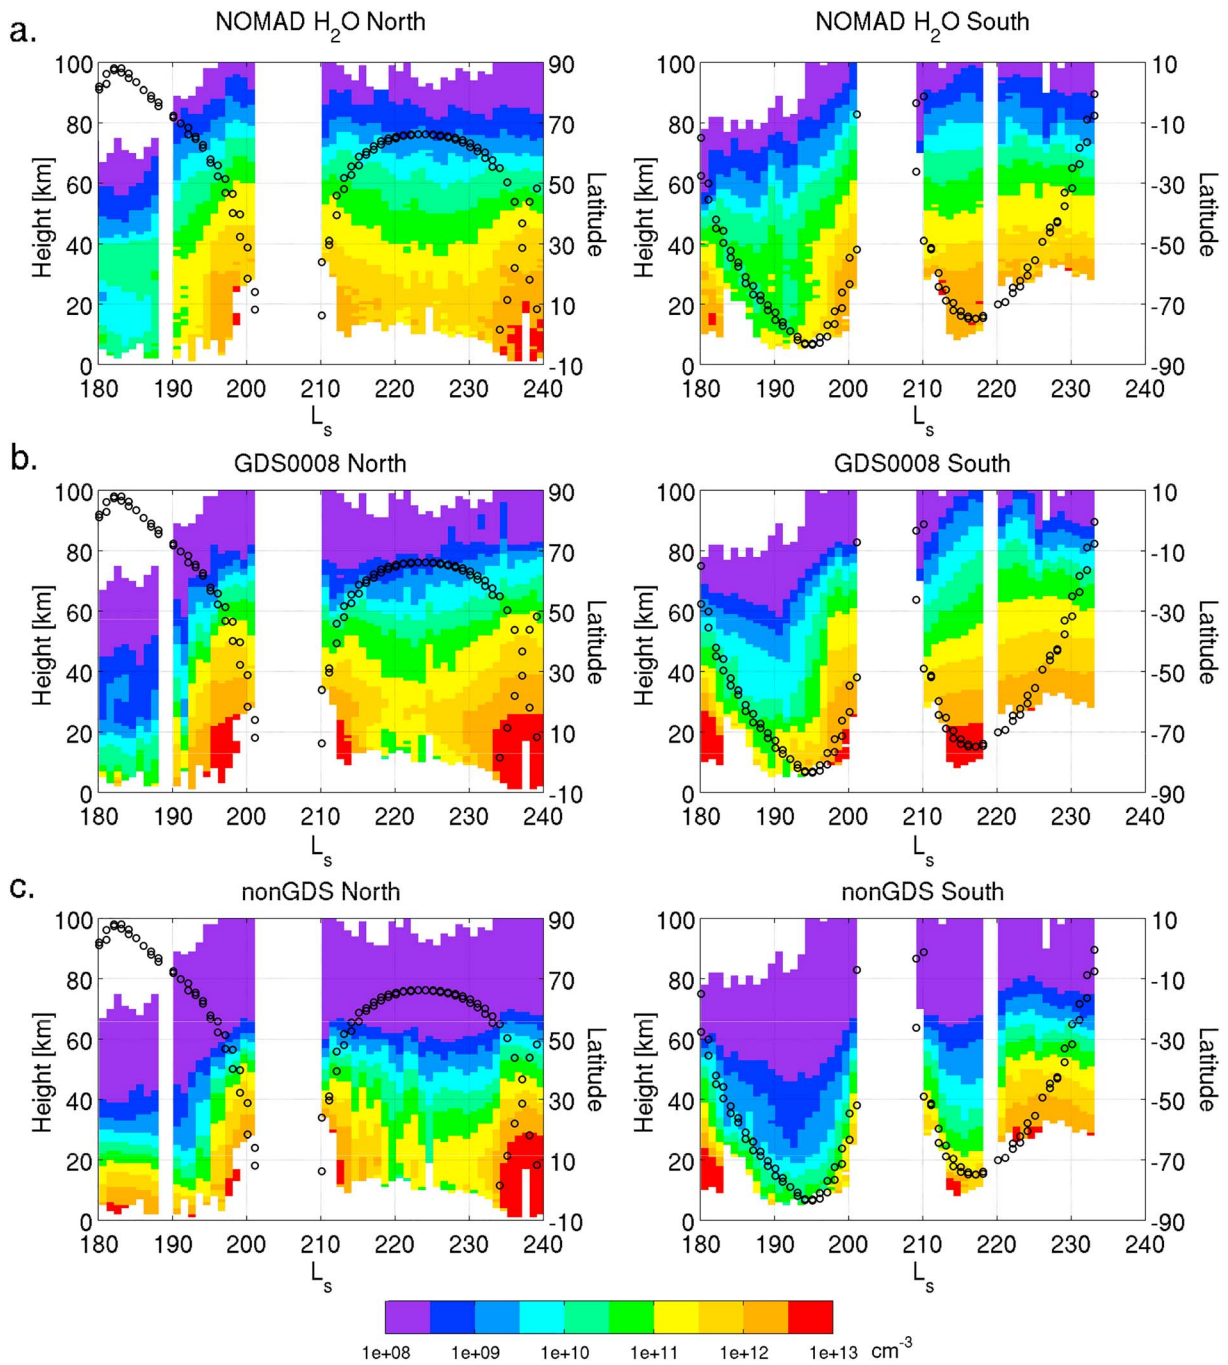 a.
NOMAD H2O North
NOMAD H2O South
100
80
60
40
20
0
Height [km]
90
70
50
30
10
-10
Latitude
180 190 200 210 220 230 240
Ls
100
80
60
40
20
0
Height [km]
10
-10
-30
-50
-70
-90
Latitude
180 190 200 210 220 230 240
Ls
b.
GDS0008 North
GDS0008 South
100
80
60
40
20
0
Height [km]
90
70
50
30
10
-10
Latitude
180 190 200 210 220 230 240
Ls
100
80
60
40
20
0
Height [km]
10
-10
-30
-50
-70
-90
Latitude
180 190 200 210 220 230 240
Ls
c.
nonGDS North
nonGDS South
100
80
60
40
20
0
Height [km]
90
70
50
30
10
-10
Latitude
180 190 200 210 220 230 240
Ls
100
80
60
40
20
0
Height [km]
10
-10
-30
-50
-70
-90
Latitude
180 190 200 210 220 230 240
Ls
1e+08 1e+09 1e+10 1e+11 1e+12 1e+13 cm-3